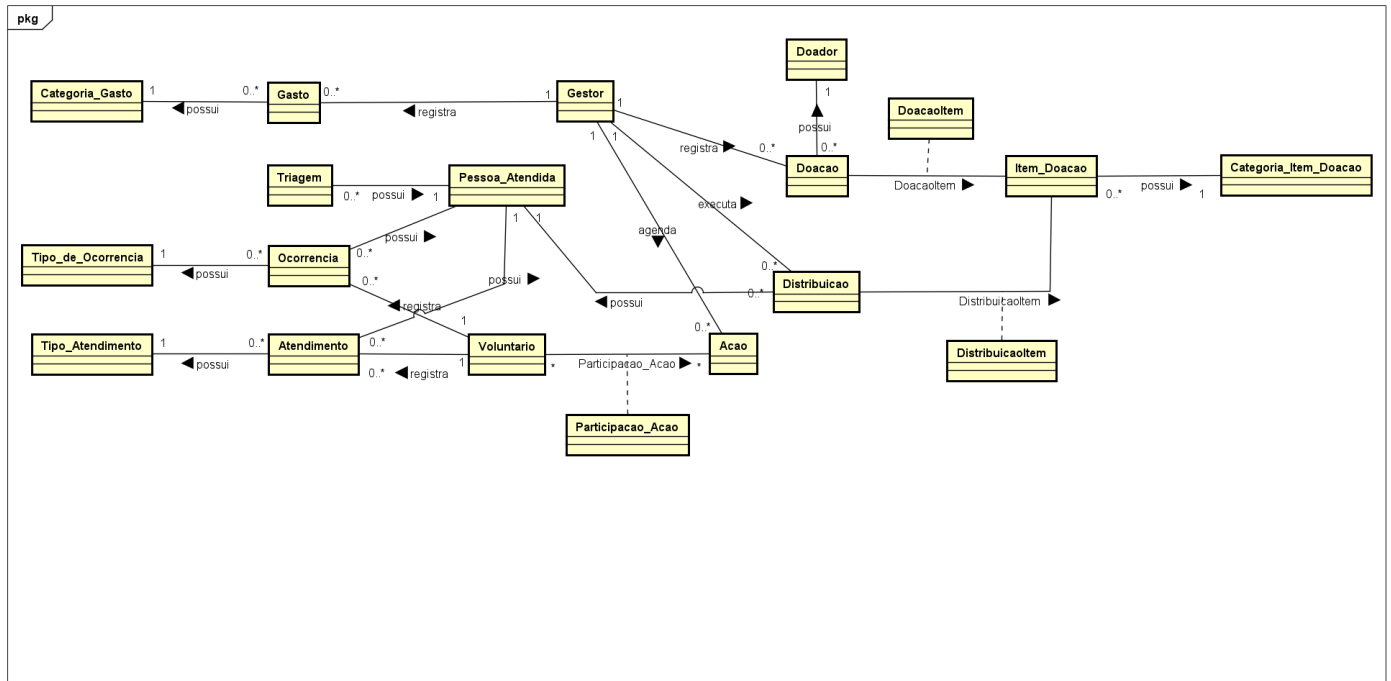 pkg
Doador
1
possui
0..*
DoacaoItem
Categoria_Gasto
1
possui
0..*
Gasto
0..*
registra
1
Gestor
1
1
1
registra
0..*
Doacao
DoacaoItem
Item_Doacao
0..*
possui
1
Categoria_Item_Doacao
Triagem
0..*
possui
1
Pessoa_Atendida
1
1
executa
agenda
Tipo_de_Ocorrencia
1
possui
0..*
Ocorrencia
0..*
possui
0..*
registra
1
possui
possui
0..*
0..*
Distribuicao
DistribuicaoItem
DistribuicaoItem
Tipo_Atendimento
1
possui
0..*
Atendimento
0..*
0..*
registra
1
Voluntario
*
Participacao_Acao
*
0..*
Acao
Participacao_Acao